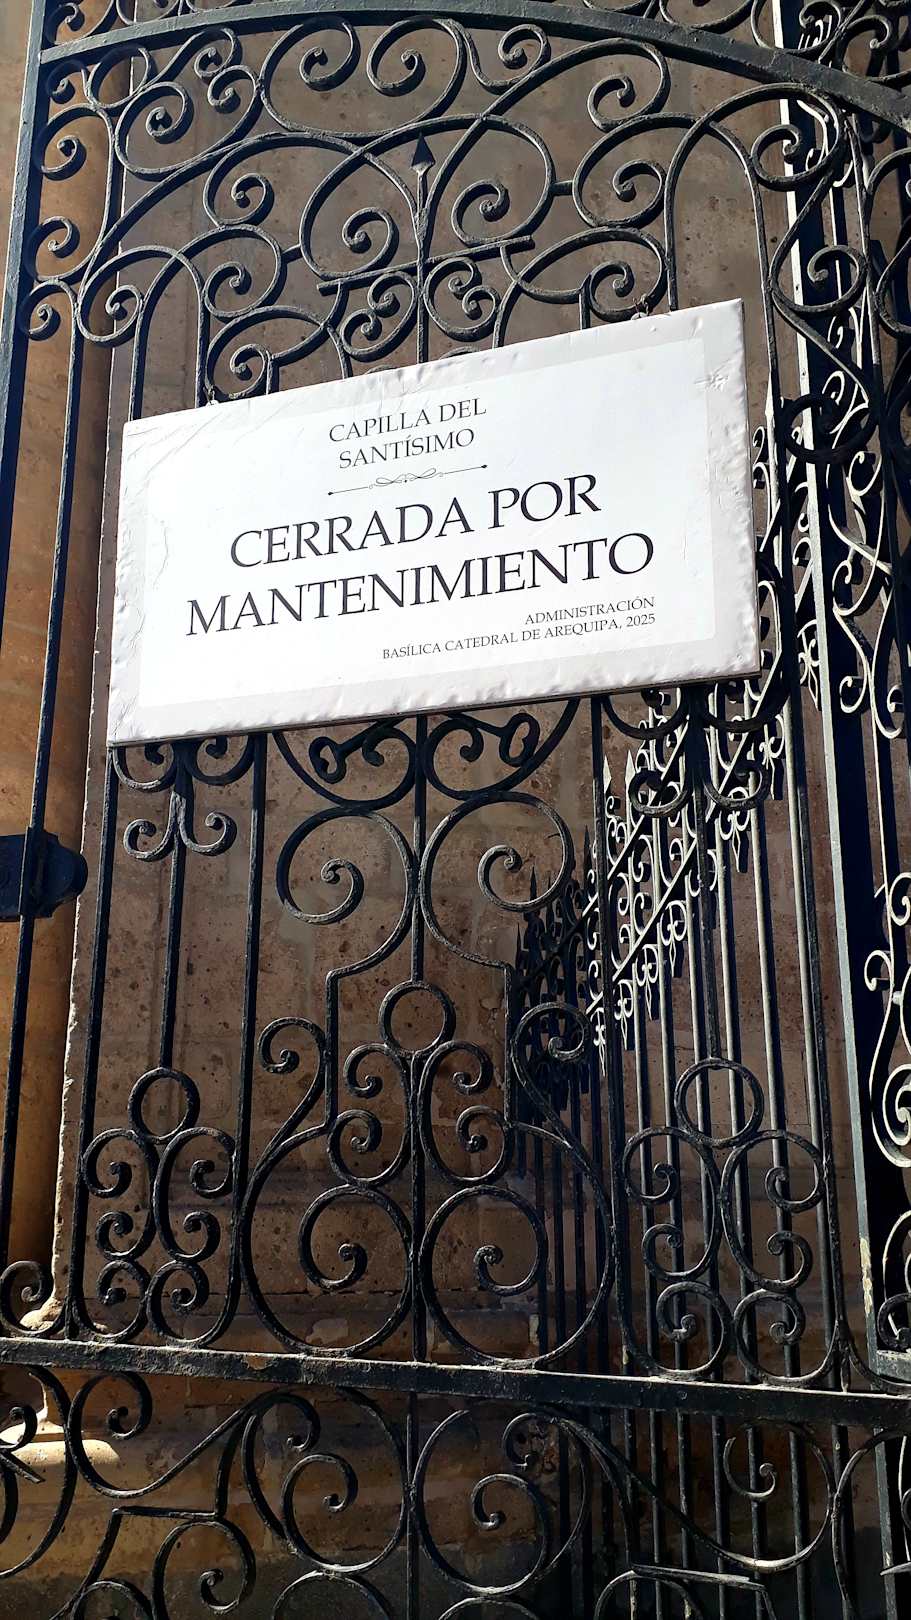 CAPILLA DEL
SANTÍSIMO
CERRADA POR
MANTENIMIENTO
ADMINISTRACIÓN
BASÍLICA CATEDRAL DE AREQUIPA, 2025